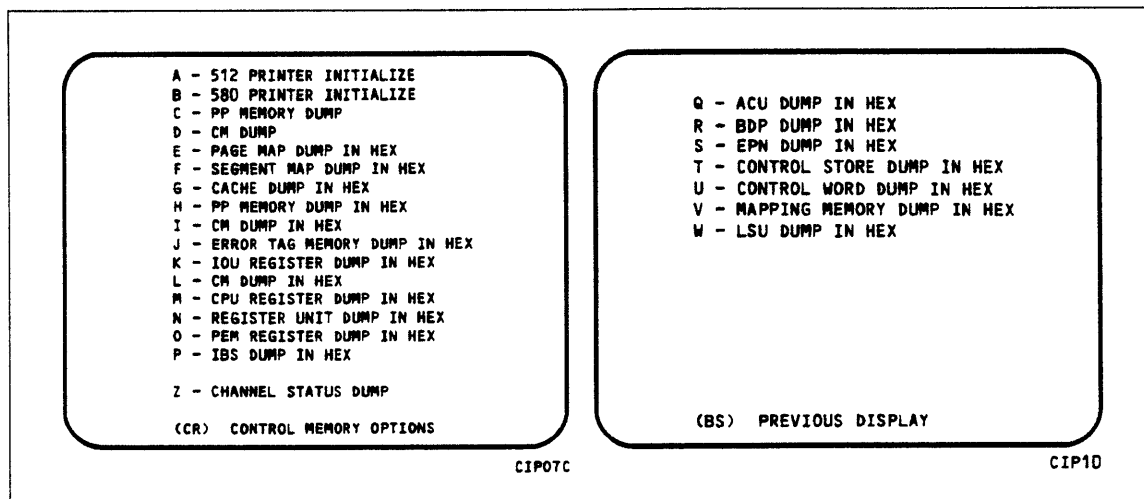 A - 512 PRINTER INITIALIZE
B - 580 PRINTER INITIALIZE
C - PP MEMORY DUMP
D - CM DUMP
E - PAGE MAP DUMP IN HEX
F - SEGMENT MAP DUMP IN HEX
G - CACHE DUMP IN HEX
H - PP MEMORY DUMP IN HEX
I - CM DUMP IN HEX
J - ERROR TAG MEMORY DUMP IN HEX
K - IOU REGISTER DUMP IN HEX
L - CM DUMP IN HEX
M - CPU REGISTER DUMP IN HEX
N - REGISTER UNIT DUMP IN HEX
O - PEM REGISTER DUMP IN HEX
P - IBS DUMP IN HEX
Z - CHANNEL STATUS DUMP
(CR) CONTROL MEMORY OPTIONS
CIP07C
Q - ACU DUMP IN HEX
R - BDP DUMP IN HEX
S - EPN DUMP IN HEX
T - CONTROL STORE DUMP IN HEX
U - CONTROL WORD DUMP IN HEX
V - MAPPING MEMORY DUMP IN HEX
W - LSU DUMP IN HEX
(BS) PREVIOUS DISPLAY
CIP1D